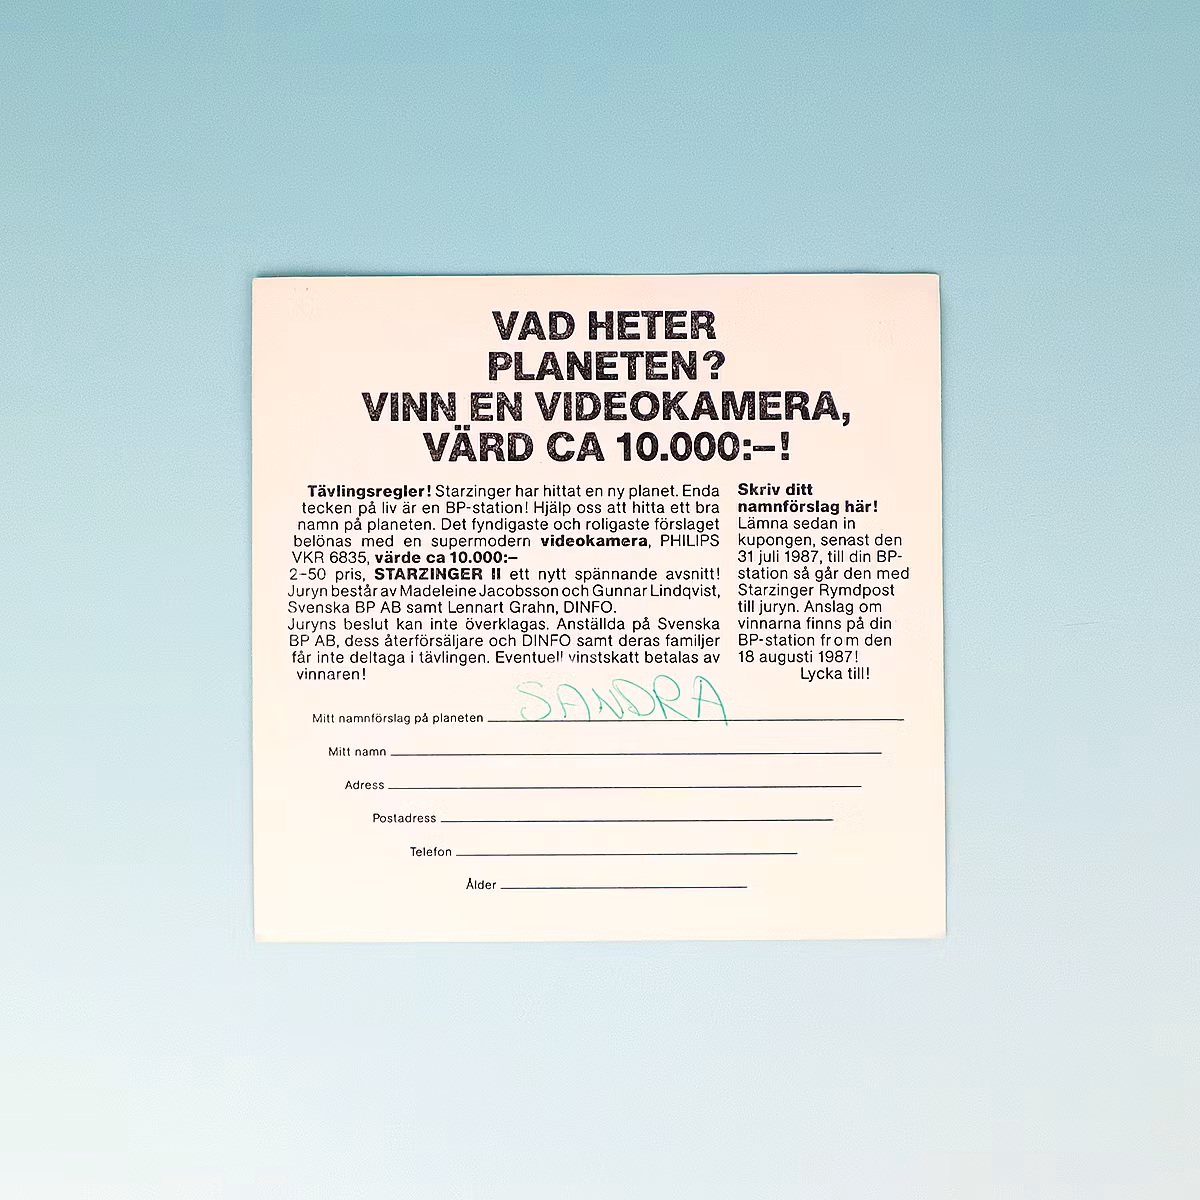 VAD HETER
PLANETEN?
VINN EN VIDEOKAMERA,
VÄRD CA 10.000:–!
Tävlingsregler! Starzinger har hittat en ny planet. Enda
tecken på liv är en BP-station! Hjälp oss att hitta ett bra
namn på planeten. Det fyndigaste och roligaste förslaget
belönas med en supermodern videokamera, PHILIPS
VKR 6835, värde ca 10.000:–
2–50 pris, STARZINGER II ett nytt spännande avsnitt!
Juryn består av Madeleine Jacobsson och Gunnar Lindqvist,
Svenska BP AB samt Lennart Grahn, DINFO.
Juryns beslut kan inte överklagas. Anställda på Svenska
BP AB, dess återförsäljare och DINFO samt deras familjer
får inte deltaga i tävlingen. Eventuell vinstskatt betalas av
vinnaren!
Skriv ditt
namnförslag här!
Lämna sedan in
kupongen, senast den
31 juli 1987, till din BP-
station så går den med
Starzinger Rymdpost
till juryn. Anslag om
vinnarna finns på din
BP-station from den
18 augusti 1987!
Lycka till!
Mitt namnförslag på planeten SANDRA
Mitt namn
Adress
Postadress
Telefon
Ålder